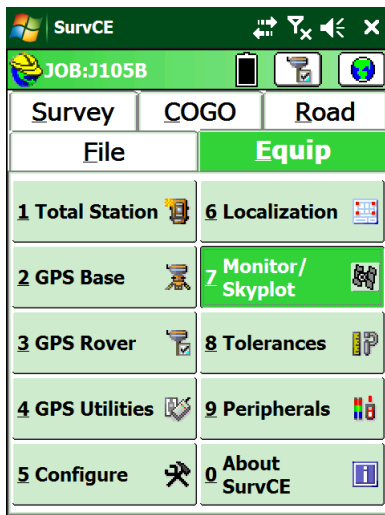 SurvCE
JOB:J105B
Survey COGO Road
File Equip
1 Total Station 6 Localization
2 GPS Base 7 Monitor/
Skyplot
3 GPS Rover 8 Tolerances
4 GPS Utilities 9 Peripherals
5 Configure 0 About
SurvCE